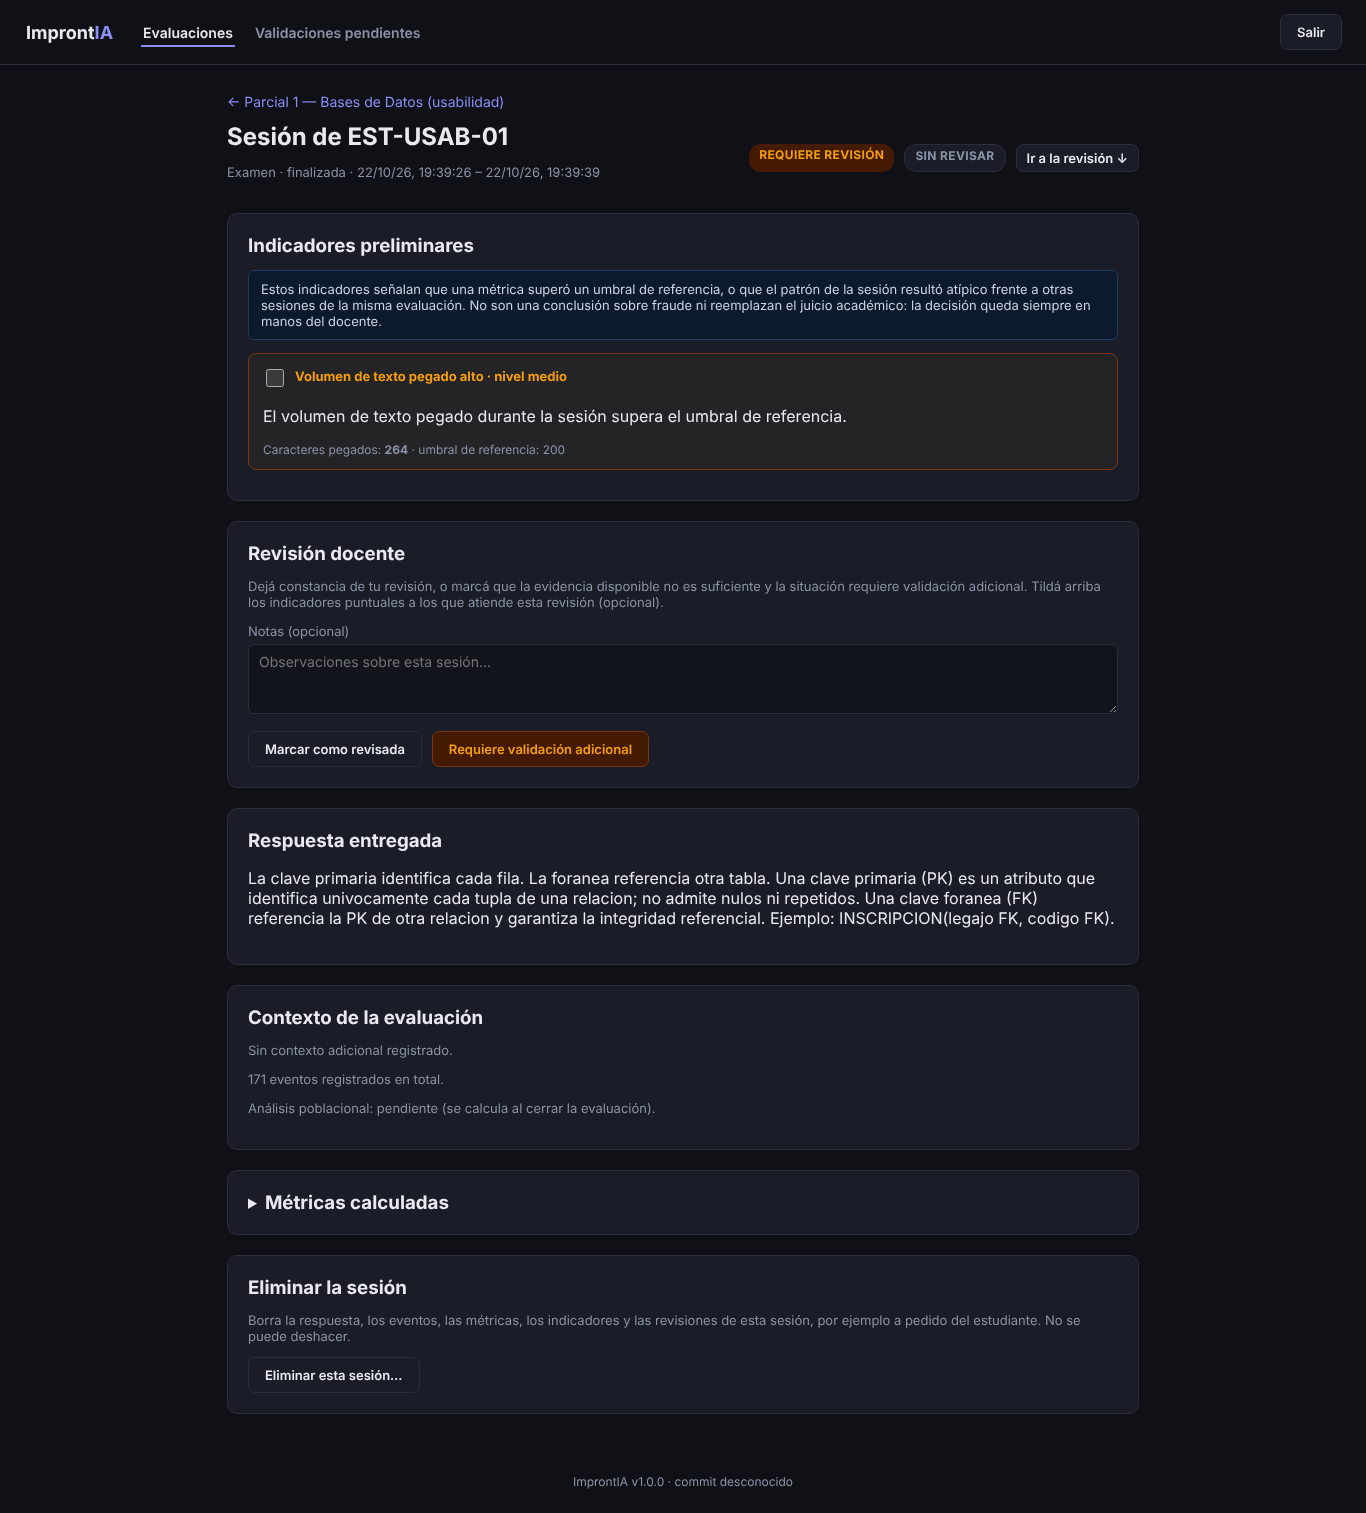 ImprontIA
Evaluaciones
Validaciones pendientes
Salir
← Parcial 1 — Bases de Datos (usabilidad)
Sesión de EST-USAB-01
Examen · finalizada · 22/10/26, 19:39:26 – 22/10/26, 19:39:39
REQUIERE REVISIÓN
SIN REVISAR
Ir a la revisión ↓
Indicadores preliminares
Estos indicadores señalan que una métrica superó un umbral de referencia, o que el patrón de la sesión resultó atípico frente a otras
sesiones de la misma evaluación. No son una conclusión sobre fraude ni reemplazan el juicio académico: la decisión queda siempre en
manos del docente.
Volumen de texto pegado alto · nivel medio
El volumen de texto pegado durante la sesión supera el umbral de referencia.
Caracteres pegados: 264 · umbral de referencia: 200
Revisión docente
Dejá constancia de tu revisión, o marcá que la evidencia disponible no es suficiente y la situación requiere validación adicional. Tildá arriba
los indicadores puntuales a los que atiende esta revisión (opcional).
Notas (opcional)
Observaciones sobre esta sesión...
Marcar como revisada
Requiere validación adicional
Respuesta entregada
La clave primaria identifica cada fila. La foranea referencia otra tabla. Una clave primaria (PK) es un atributo que
identifica univocamente cada tupla de una relacion; no admite nulos ni repetidos. Una clave foranea (FK)
referencia la PK de otra relacion y garantiza la integridad referencial. Ejemplo: INSCRIPCION(legajo FK, codigo FK).
Contexto de la evaluación
Sin contexto adicional registrado.
171 eventos registrados en total.
Análisis poblacional: pendiente (se calcula al cerrar la evaluación).
▶ Métricas calculadas
Eliminar la sesión
Borra la respuesta, los eventos, las métricas, los indicadores y las revisiones de esta sesión, por ejemplo a pedido del estudiante. No se
puede deshacer.
Eliminar esta sesión...
ImprontIA v1.0.0 · commit desconocido